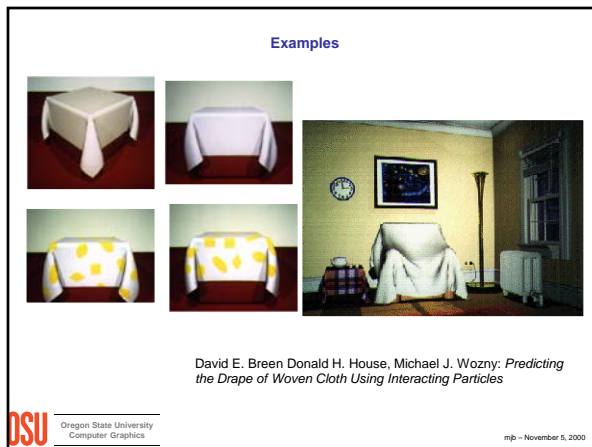 Examples
David E. Breen Donald H. House, Michael J. Wozny: Predicting
the Drape of Woven Cloth Using Interacting Particles
OSU
Oregon State University
Computer Graphics
mjb – November 5, 2000